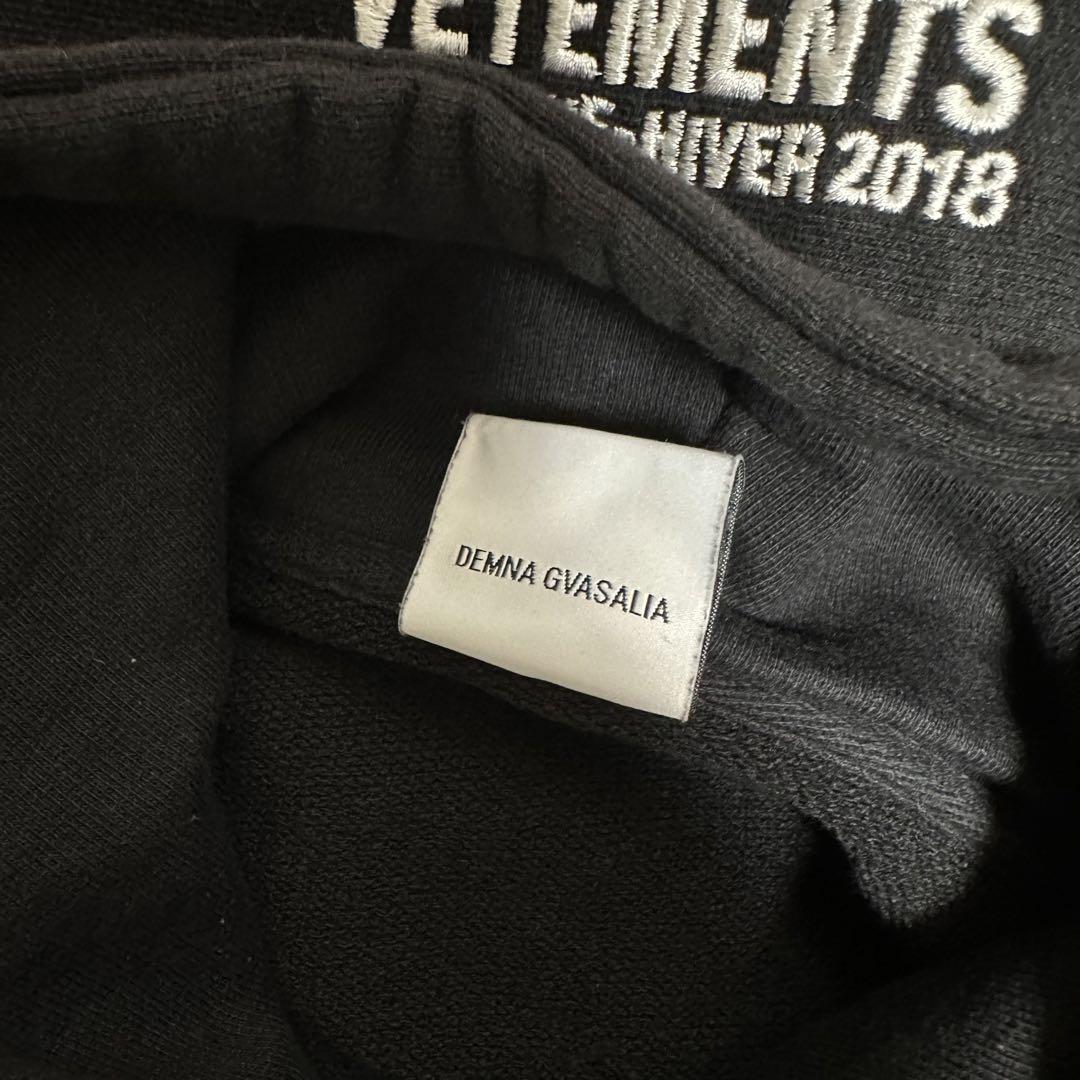 VETEMENTS
HIVER 2018
DEMNA GVASALIA